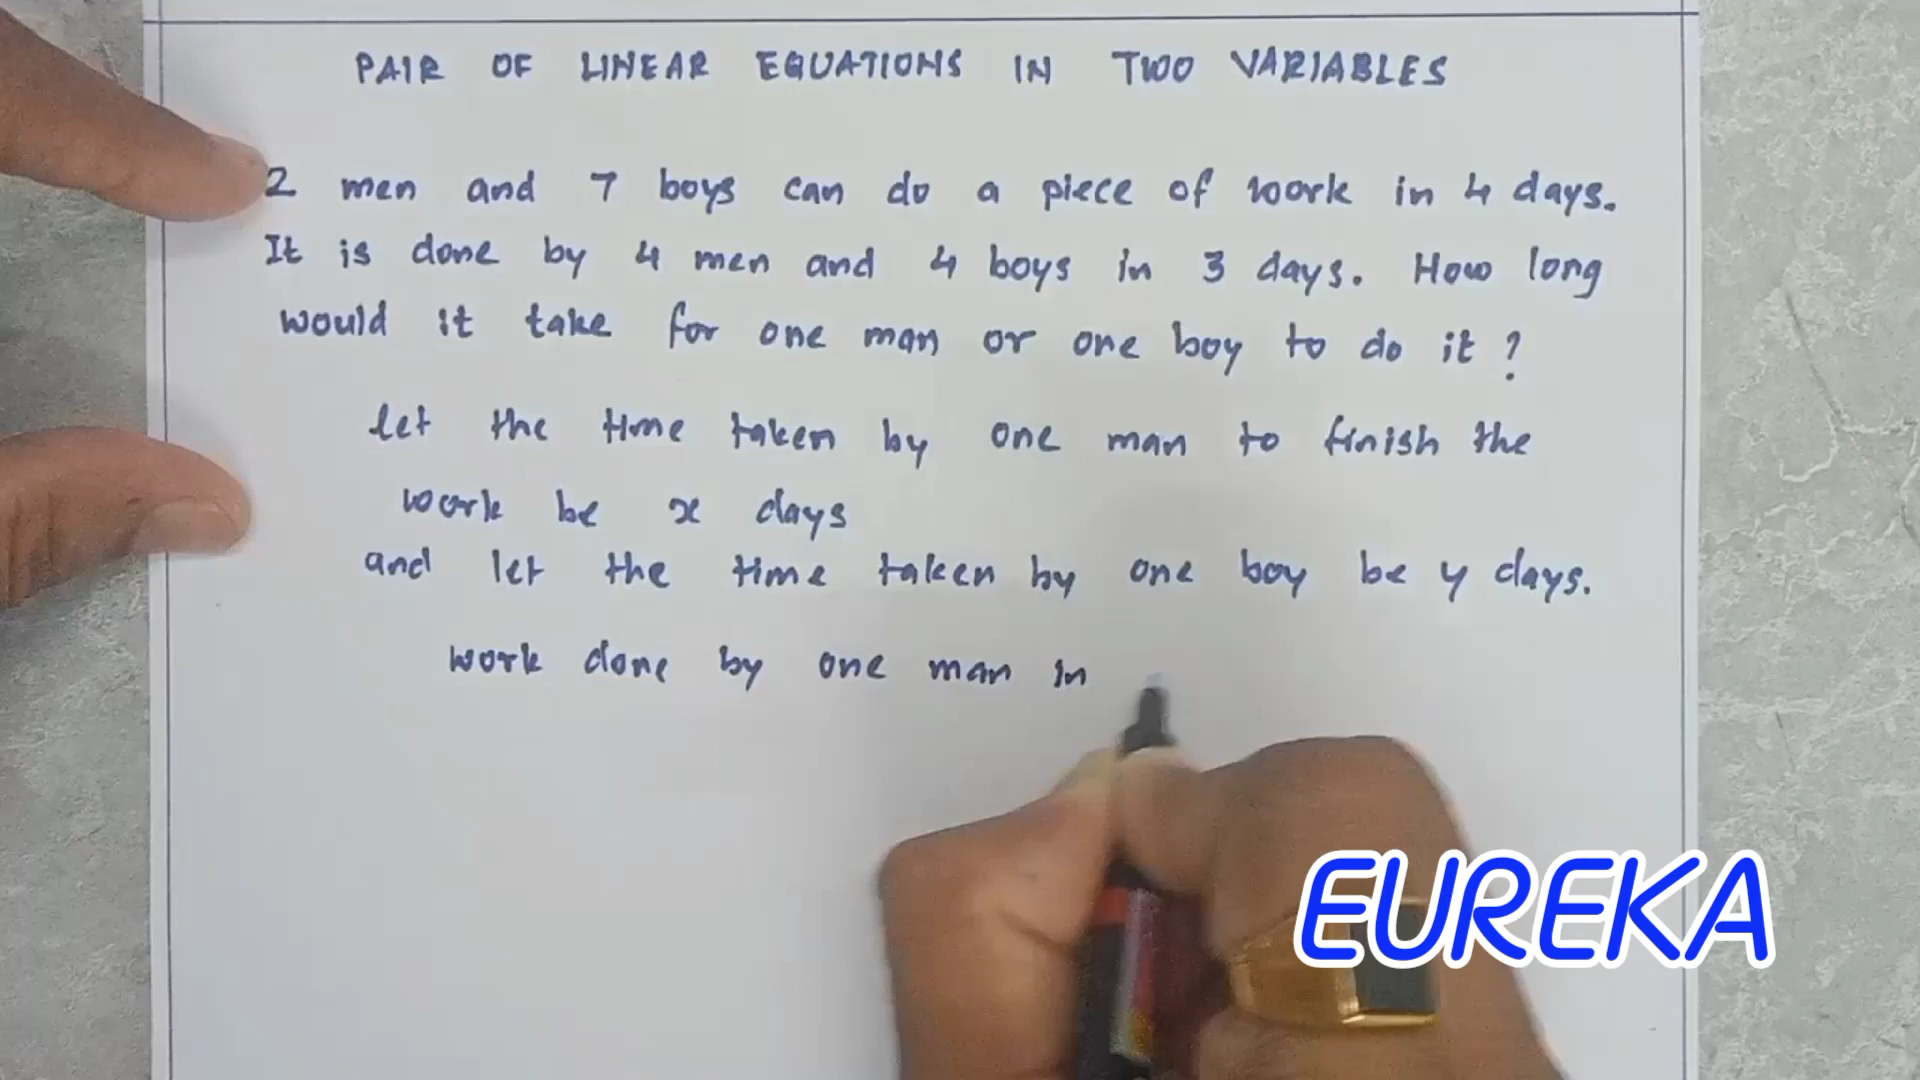 PAIR OF LINEAR EQUATIONS IN TWO VARIABLES
2 men and 7 boys can do a piece of work in 4 days.
It is done by 4 men and 4 boys in 3 days. How long
would it take for one man or one boy to do it?
let the time taken by one man to finish the
work be x days
and let the time taken by one boy be y days.
work done by one man in
EUREKA